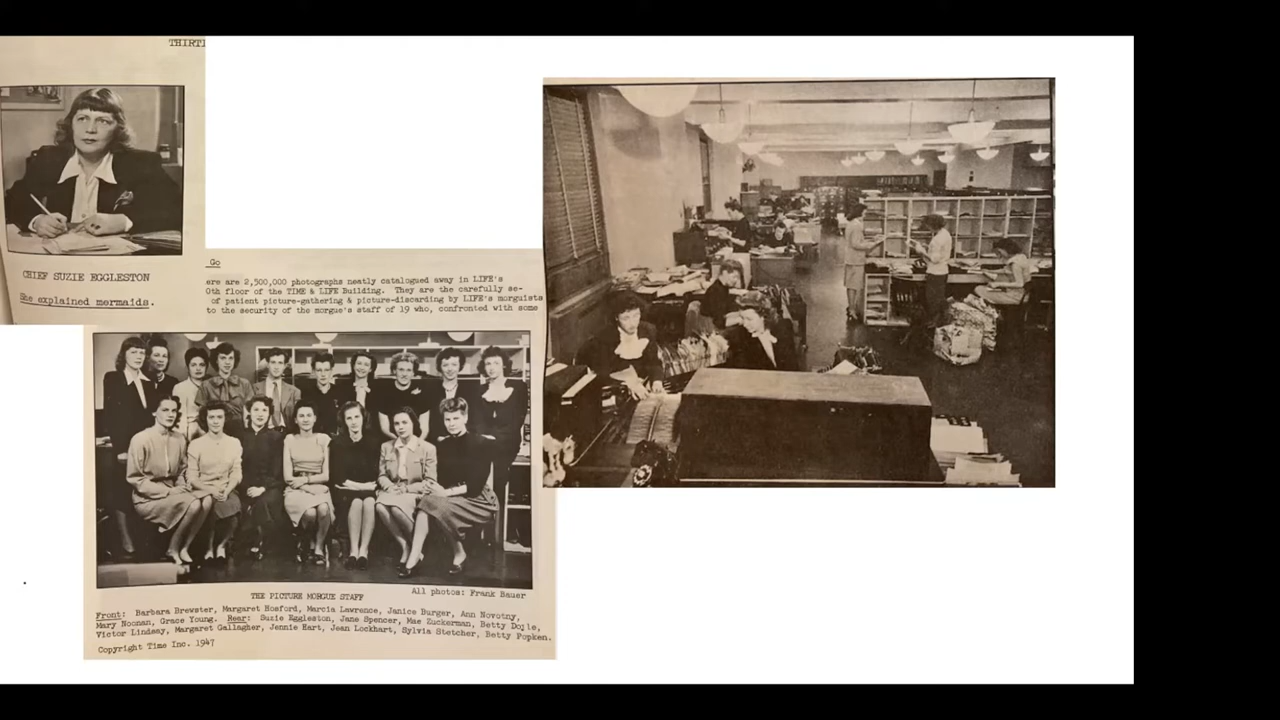 THIRT
CHIEF SUZIE EGGLESTON
She explained mermaids.
Go
ere are 2,500,000 photographs neatly catalogued away in LIFE's
0th floor of the TIME & LIFE Building. They are the carefully se-
of patient picture-gathering & picture-discarding by LIFE's morguists
to the security of the morgue's staff of 19 who, confronted with some
THE PICTURE MORGUE STAFF
All photos: Frank Bauer
Front: Barbara Brewster, Margaret Hosford, Marcia Lawrence, Janice Burger, Ann Novotny,
Mary Noonan, Grace Young. Rear: Suzie Eggleston, Jane Spencer, Mae Zuckerman, Betty Doyle,
Victor Lindsay, Margaret Gallagher, Jennie Hart, Jean Lockhart, Sylvia Stetcher, Betty Popken.
Copyright Time Inc. 1947